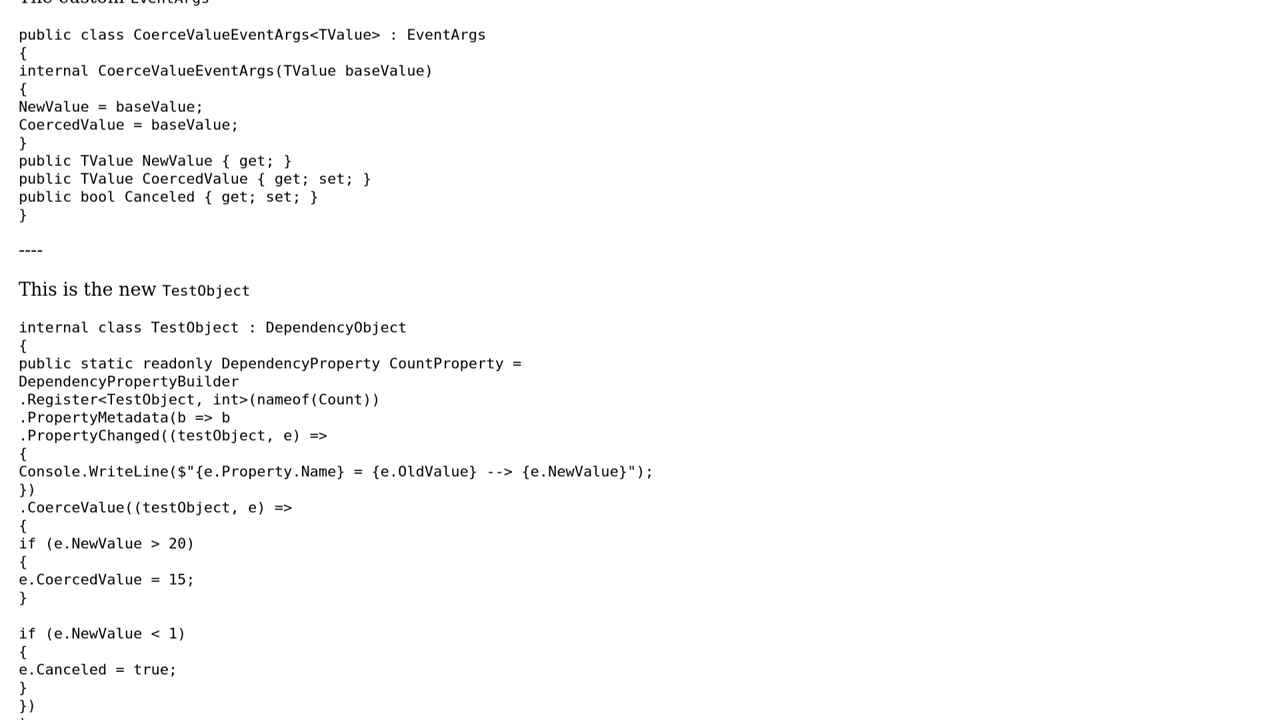 The custom EventArgs
public class CoerceValueEventArgs<TValue> : EventArgs
{
internal CoerceValueEventArgs(TValue baseValue)
{
NewValue = baseValue;
CoercedValue = baseValue;
}
public TValue NewValue { get; }
public TValue CoercedValue { get; set; }
public bool Canceled { get; set; }
}
----
This is the new TestObject
internal class TestObject : DependencyObject
{
public static readonly DependencyProperty CountProperty =
DependencyPropertyBuilder
.Register<TestObject, int>(nameof(Count))
.PropertyMetadata(b => b
.PropertyChanged((testObject, e) =>
{
Console.WriteLine($"{e.Property.Name} = {e.OldValue} --> {e.NewValue}");
})
.CoerceValue((testObject, e) =>
{
if (e.NewValue > 20)
{
e.CoercedValue = 15;
}
if (e.NewValue < 1)
{
e.Canceled = true;
}
})